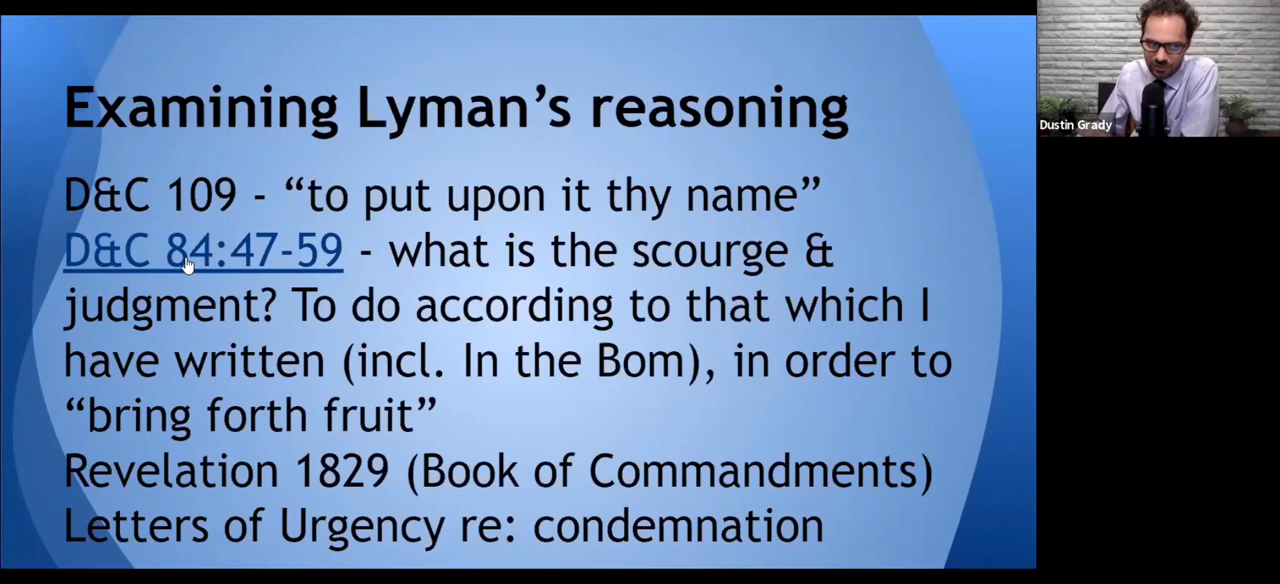 Examining Lyman’s reasoning
D&C 109 - “to put upon it thy name”
D&C 84:47-59 - what is the scourge &
judgment? To do according to that which I
have written (incl. In the Bom), in order to
“bring forth fruit”
Revelation 1829 (Book of Commandments)
Letters of Urgency re: condemnation
Dustin Grady